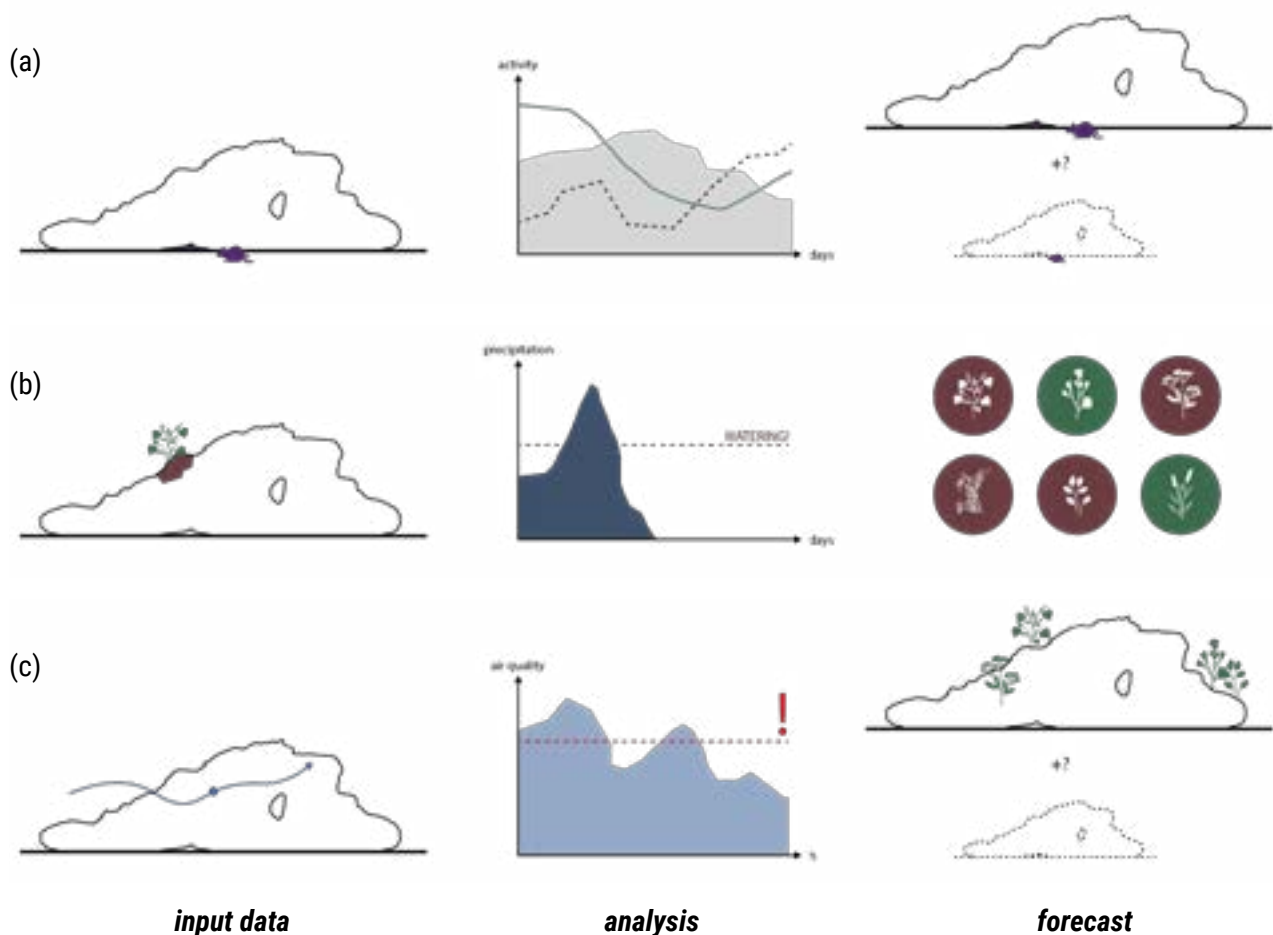 (a)
activity
days
+?
(b)
precipitation
WATERING?
days
(c)
air quality
!
h
+?
input data
analysis
forecast